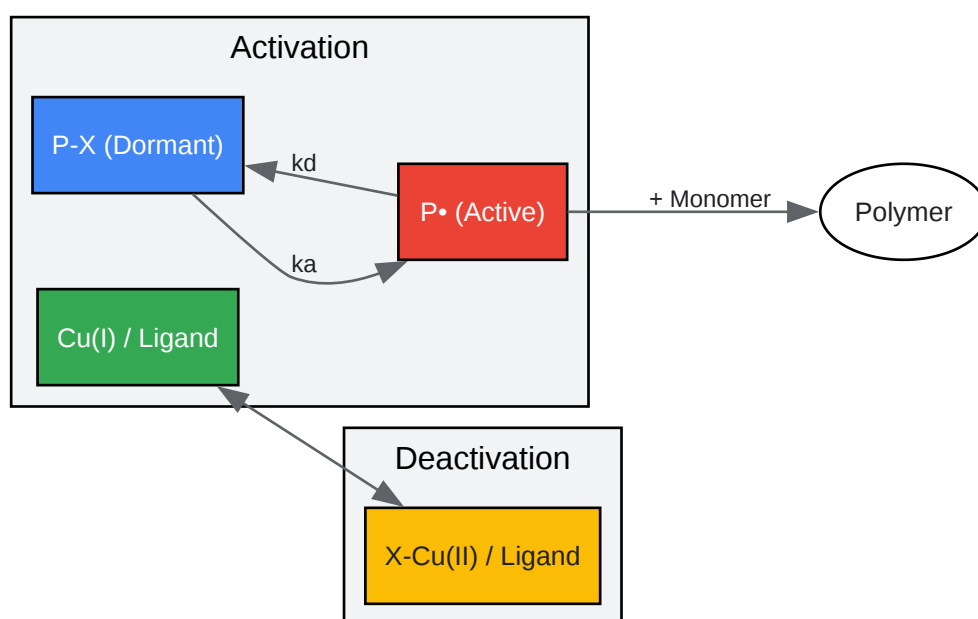 Activation
P-X (Dormant)
kd
P• (Active)
+ Monomer
Polymer
ka
Cu(I) / Ligand
Deactivation
X-Cu(II) / Ligand